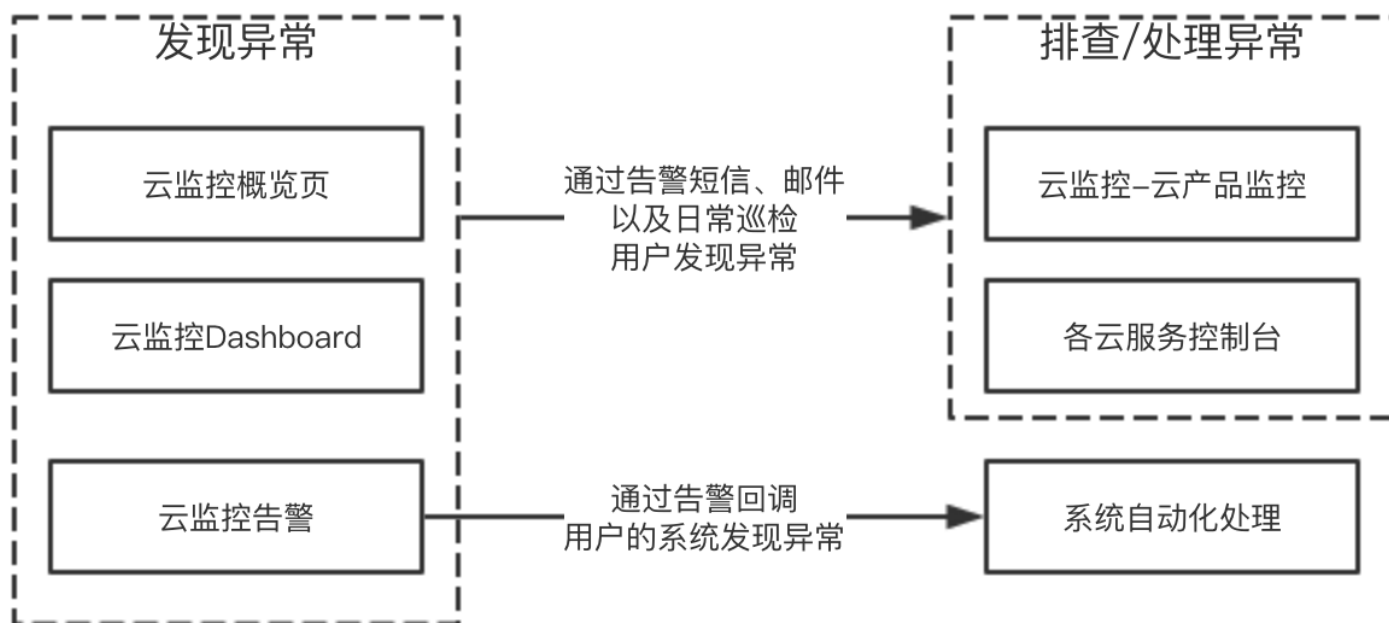 发现异常
云监控概览页
云监控Dashboard
云监控告警
通过告警短信、邮件
以及日常巡检
用户发现异常
通过告警回调
用户的系统发现异常
排查/处理异常
云监控-云产品监控
各云服务控制台
系统自动化处理